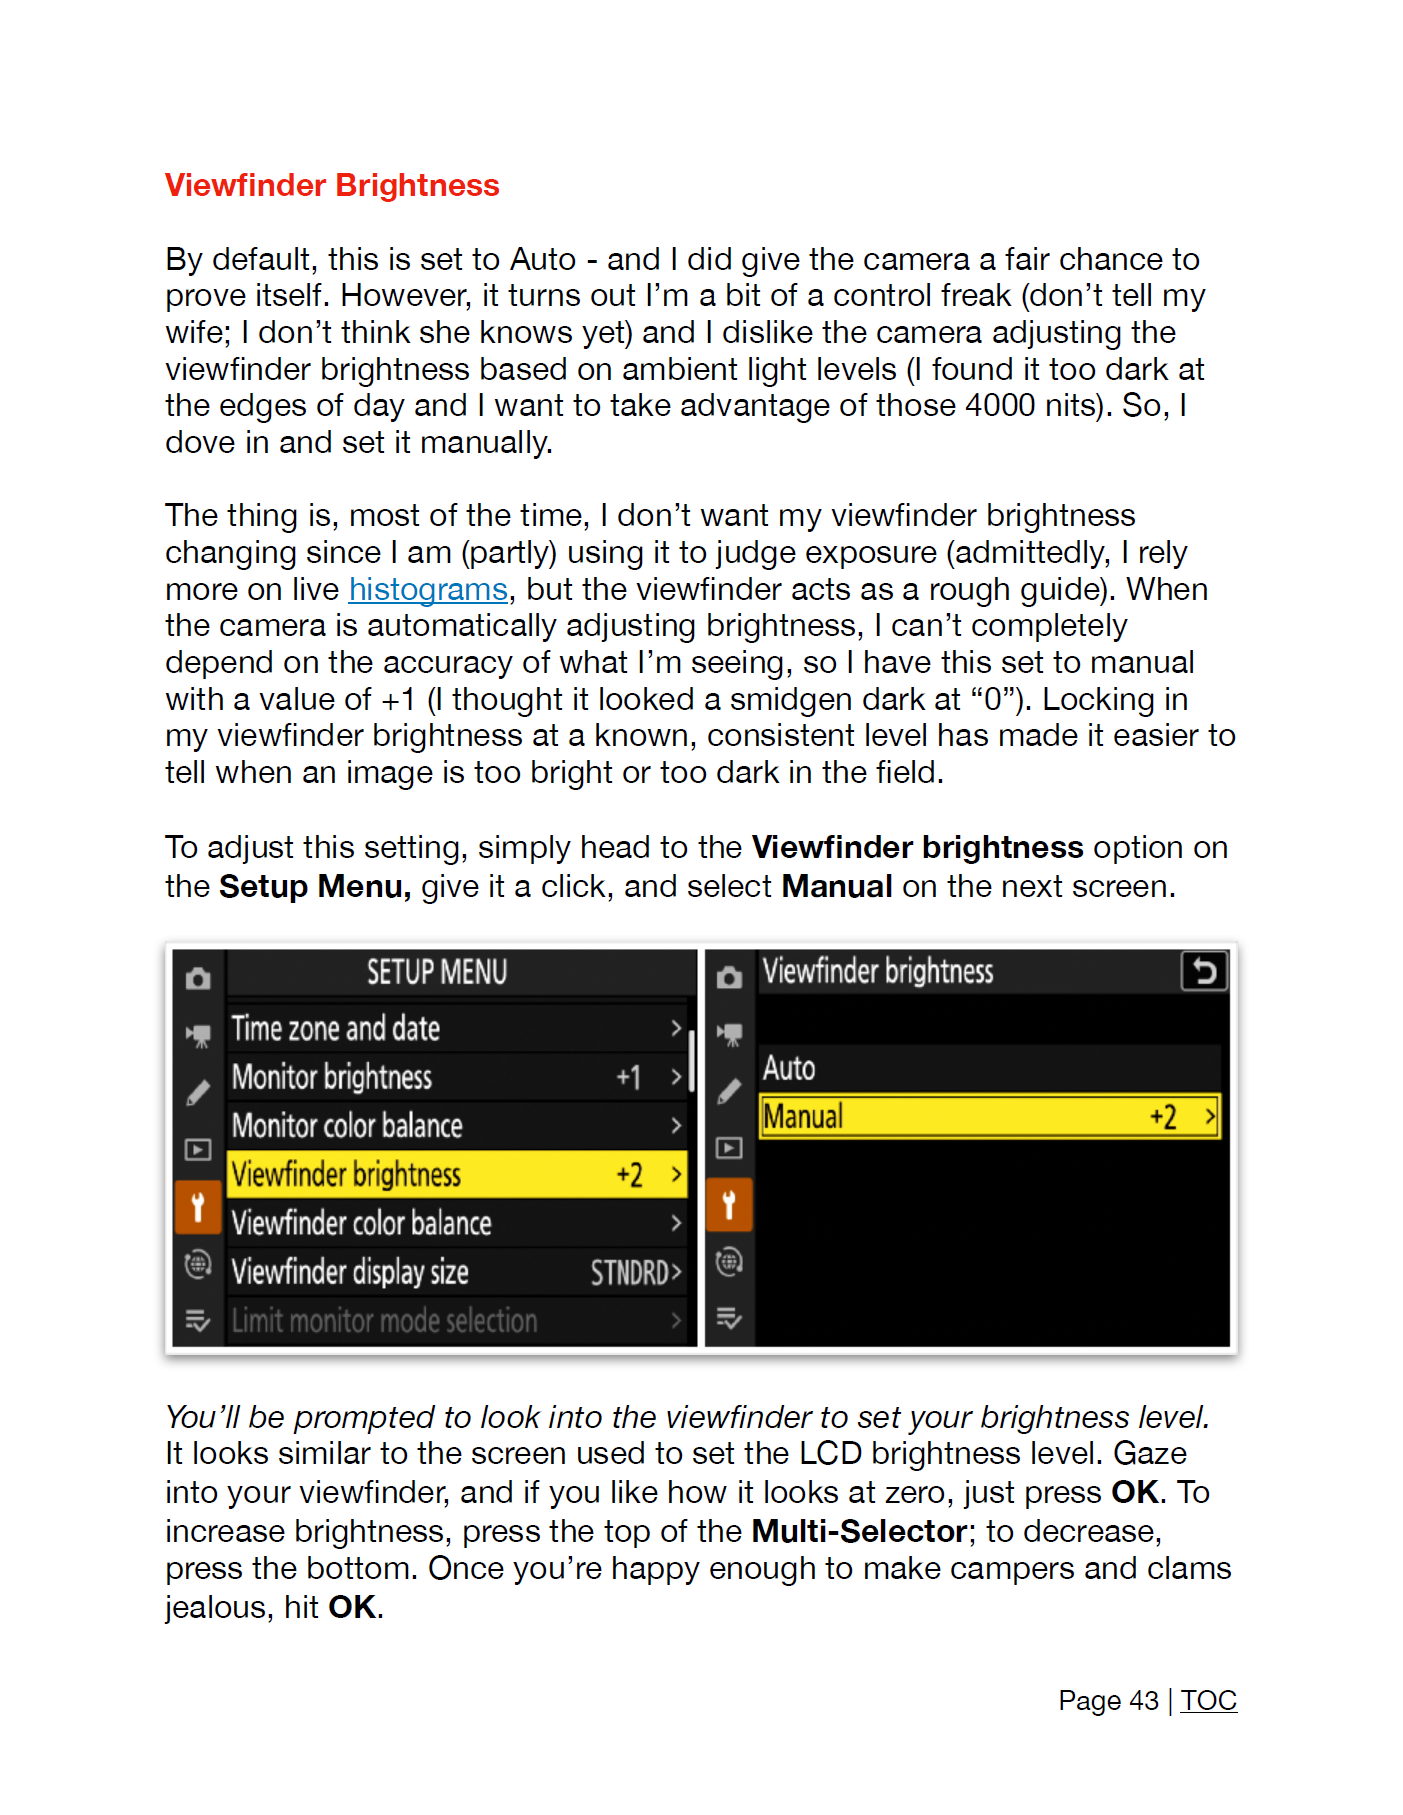 Viewfinder Brightness
By default, this is set to Auto - and I did give the camera a fair chance to
prove itself. However, it turns out I’m a bit of a control freak (don’t tell my
wife; I don’t think she knows yet) and I dislike the camera adjusting the
viewfinder brightness based on ambient light levels (I found it too dark at
the edges of day and I want to take advantage of those 4000 nits). So, I
dove in and set it manually.
The thing is, most of the time, I don’t want my viewfinder brightness
changing since I am (partly) using it to judge exposure (admittedly, I rely
more on live histograms, but the viewfinder acts as a rough guide). When
the camera is automatically adjusting brightness, I can’t completely
depend on the accuracy of what I’m seeing, so I have this set to manual
with a value of +1 (I thought it looked a smidgen dark at “0”). Locking in
my viewfinder brightness at a known, consistent level has made it easier to
tell when an image is too bright or too dark in the field.
To adjust this setting, simply head to the Viewfinder brightness option on
the Setup Menu, give it a click, and select Manual on the next screen.
SETUP MENU
Time zone and date
Monitor brightness +1
Monitor color balance
Viewfinder brightness +2
Viewfinder color balance
Viewfinder display size STNDRD
Limit monitor mode selection
Viewfinder brightness
Auto
Manual +2
You’ll be prompted to look into the viewfinder to set your brightness level.
It looks similar to the screen used to set the LCD brightness level. Gaze
into your viewfinder, and if you like how it looks at zero, just press OK. To
increase brightness, press the top of the Multi-Selector; to decrease,
press the bottom. Once you’re happy enough to make campers and clams
jealous, hit OK.
Page 43 | TOC